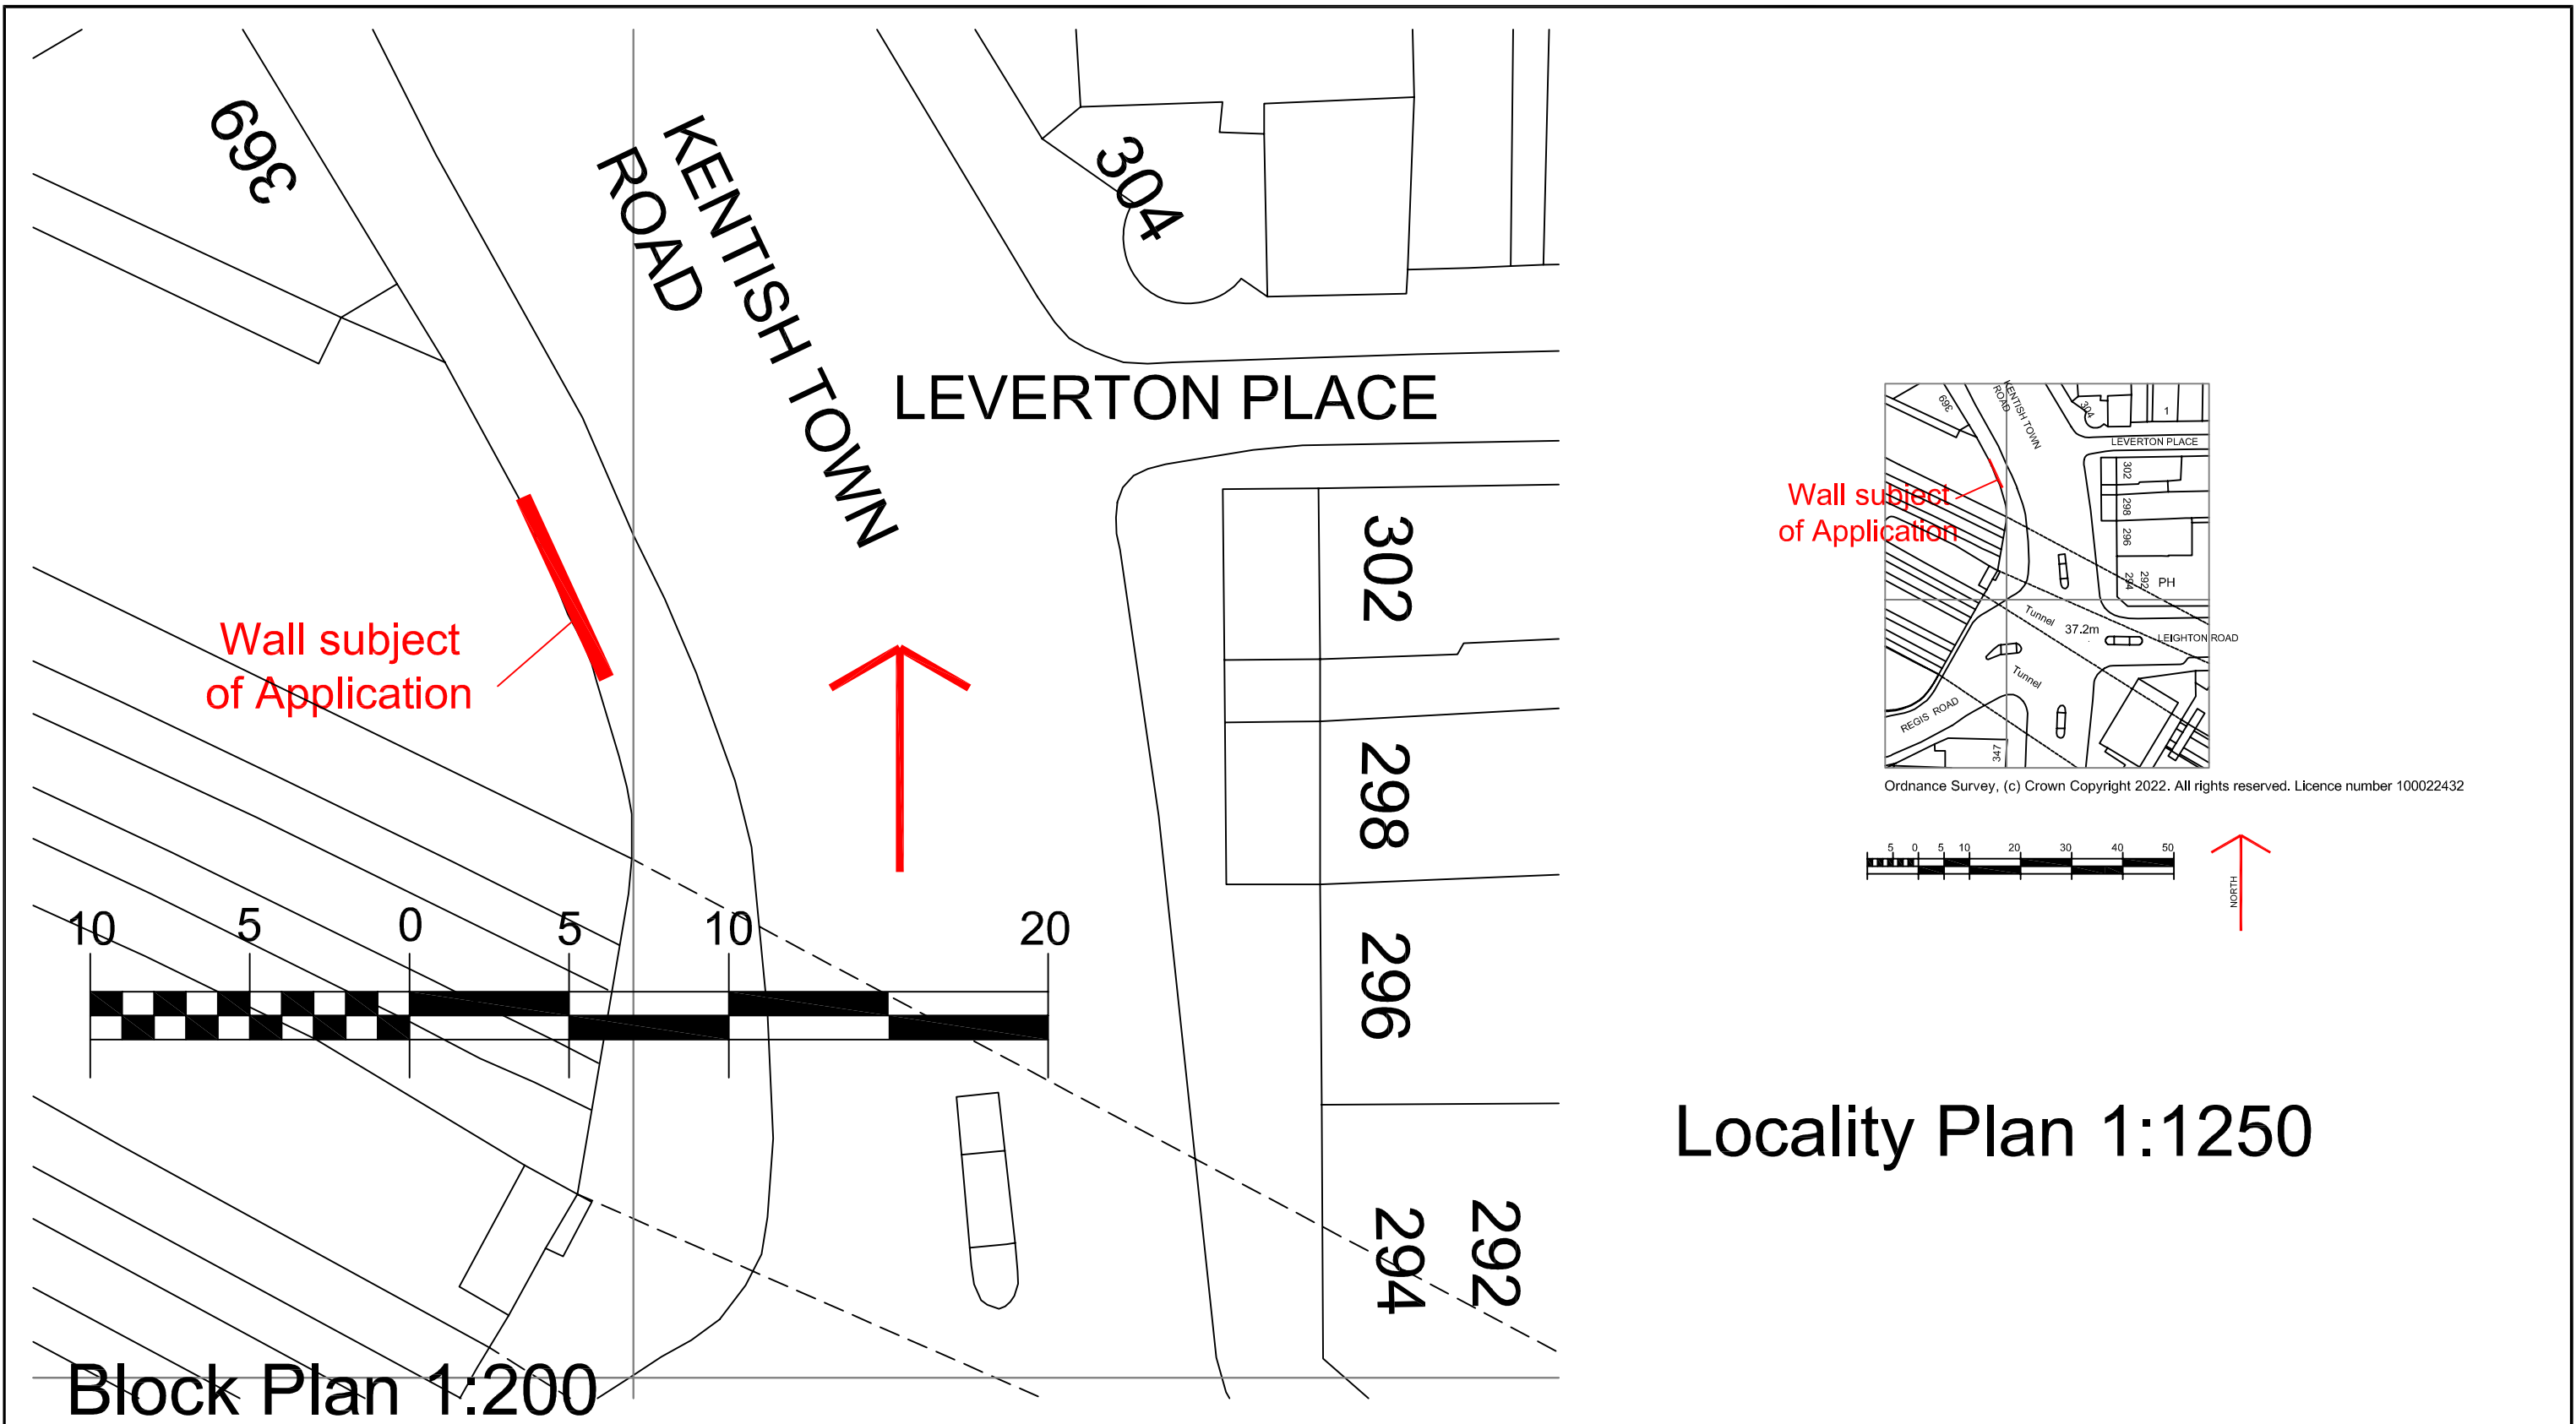 369
KENTISH TOWN
ROAD
304
LEVERTON PLACE
302
298
296
294
292
Wall subject
of Application
10 5 0 5 10 20
Block Plan 1:200
369
KENTISH TOWN
ROAD
304
1
LEVERTON PLACE
302
298
296
294
292
PH
Wall subject
of Application
Tunnel
37.2m
LEIGHTON ROAD
Tunnel
REGIS ROAD
347
Ordnance Survey, (c) Crown Copyright 2022. All rights reserved. Licence number 100022432
5 0 5 10 20 30 40 50
NORTH
Locality Plan 1:1250